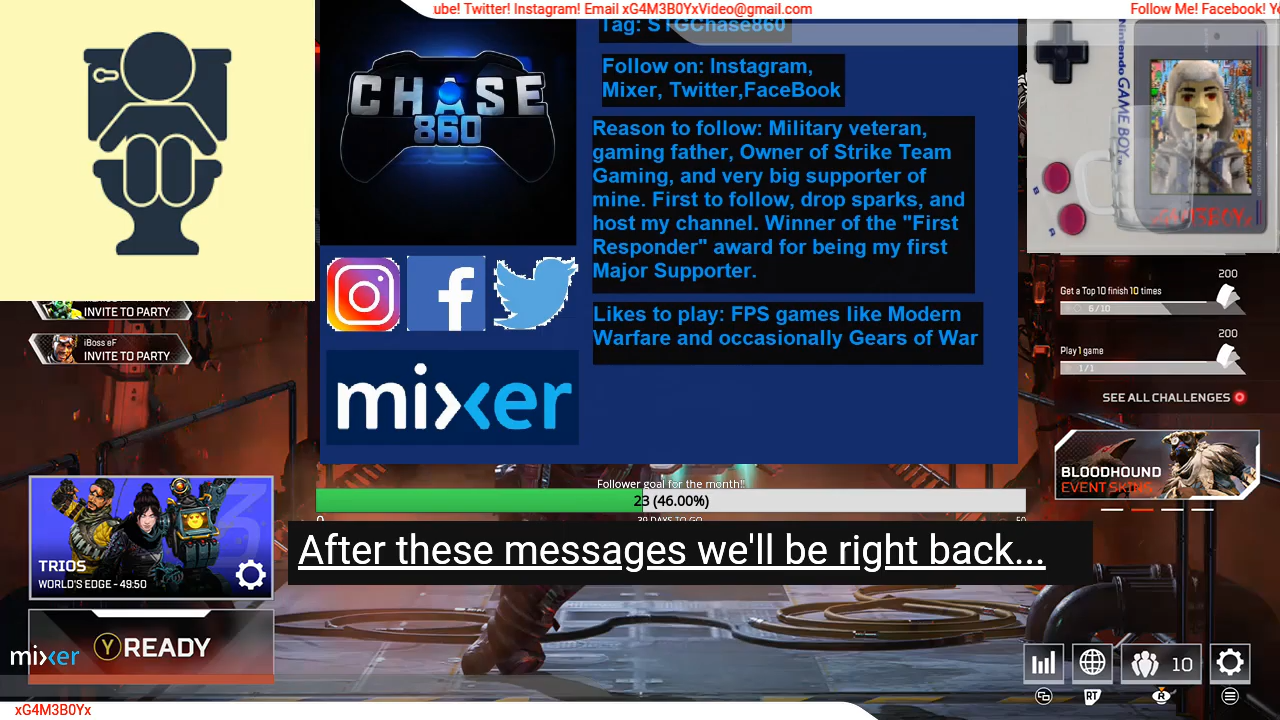 ube! Twitter! Instagram! Email xG4M3B0YxVideo@gmail.com
Follow Me! Facebook!
Tag: STGChase860
CHASE
860
Follow on: Instagram,
Mixer, Twitter,FaceBook
Reason to follow: Military veteran,
gaming father, Owner of Strike Team
Gaming, and very big supporter of
mine. First to follow, drop sparks, and
host my channel. Winner of the "First
Responder" award for being my first
Major Supporter.
Likes to play: FPS games like Modern
Warfare and occasionally Gears of War
mixer
Nintendo GAME BOY
INVITE TO PARTY
iBoss eF
INVITE TO PARTY
200
Get a Top 10 finish 10 times
6/10
200
Play 1 game
1/1
SEE ALL CHALLENGES
BLOODHOUND
EVENT SKINS
Follower goal for the month!!
23 (46.00%)
After these messages we'll be right back...
TRIOS
WORLD'S EDGE - 49:50
Y READY
mixer
10
RT
R
xG4M3B0Yx